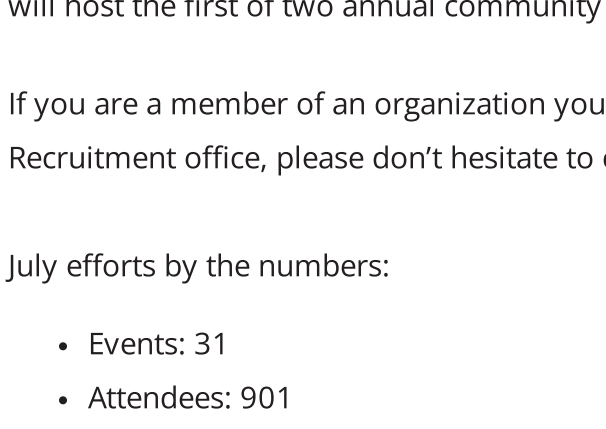 will host the first of two annual community
If you are a member of an organization you
Recruitment office, please don’t hesitate to
July efforts by the numbers:
• Events: 31
• Attendees: 901